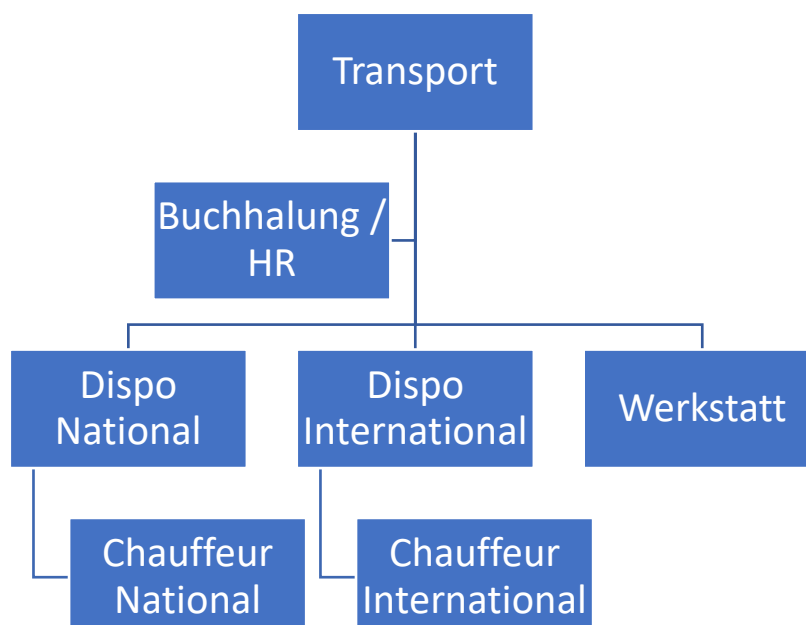 Transport
Buchhalung /
HR
Dispo
National
Dispo
International
Werkstatt
Chauffeur
National
Chauffeur
International